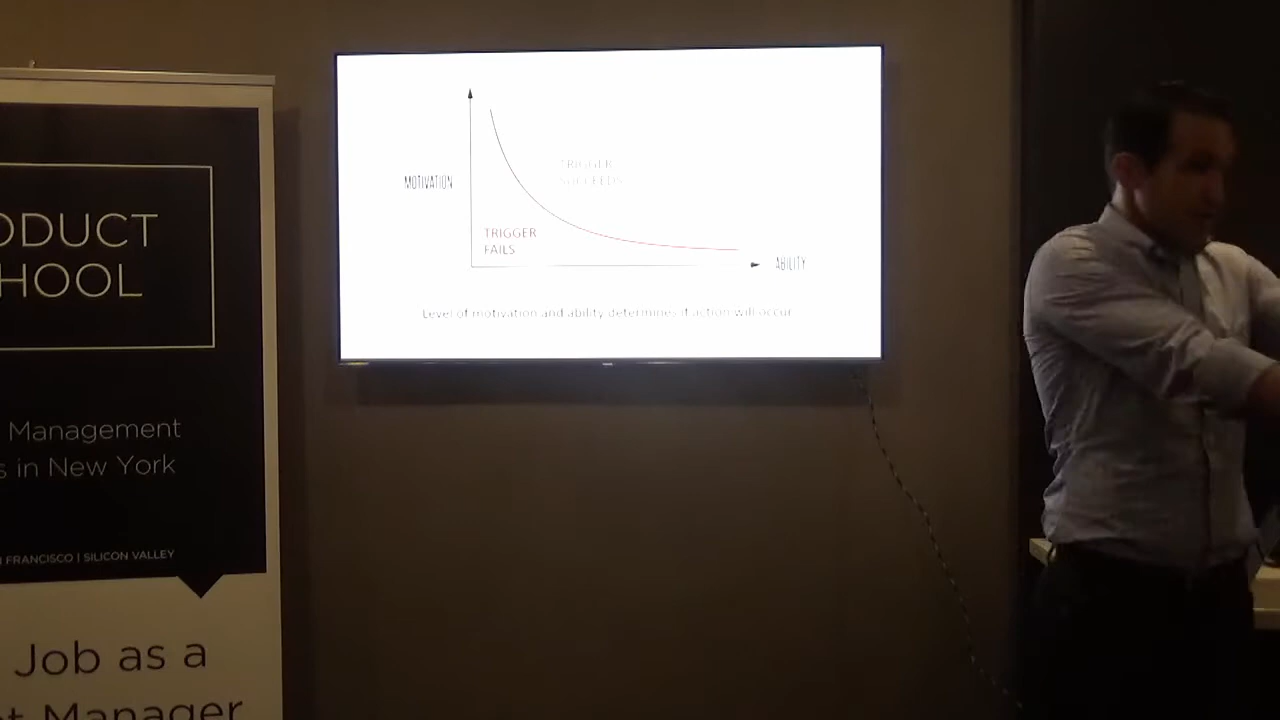 ODUCT
HOOL
Management
s in New York
FRANCISCO | SILICON VALLEY
Job as a
t Manager
MOTIVATION
TRIGGER
SUCCEEDS
TRIGGER
FAILS
ABILITY
Level of motivation and ability determines if action will occur